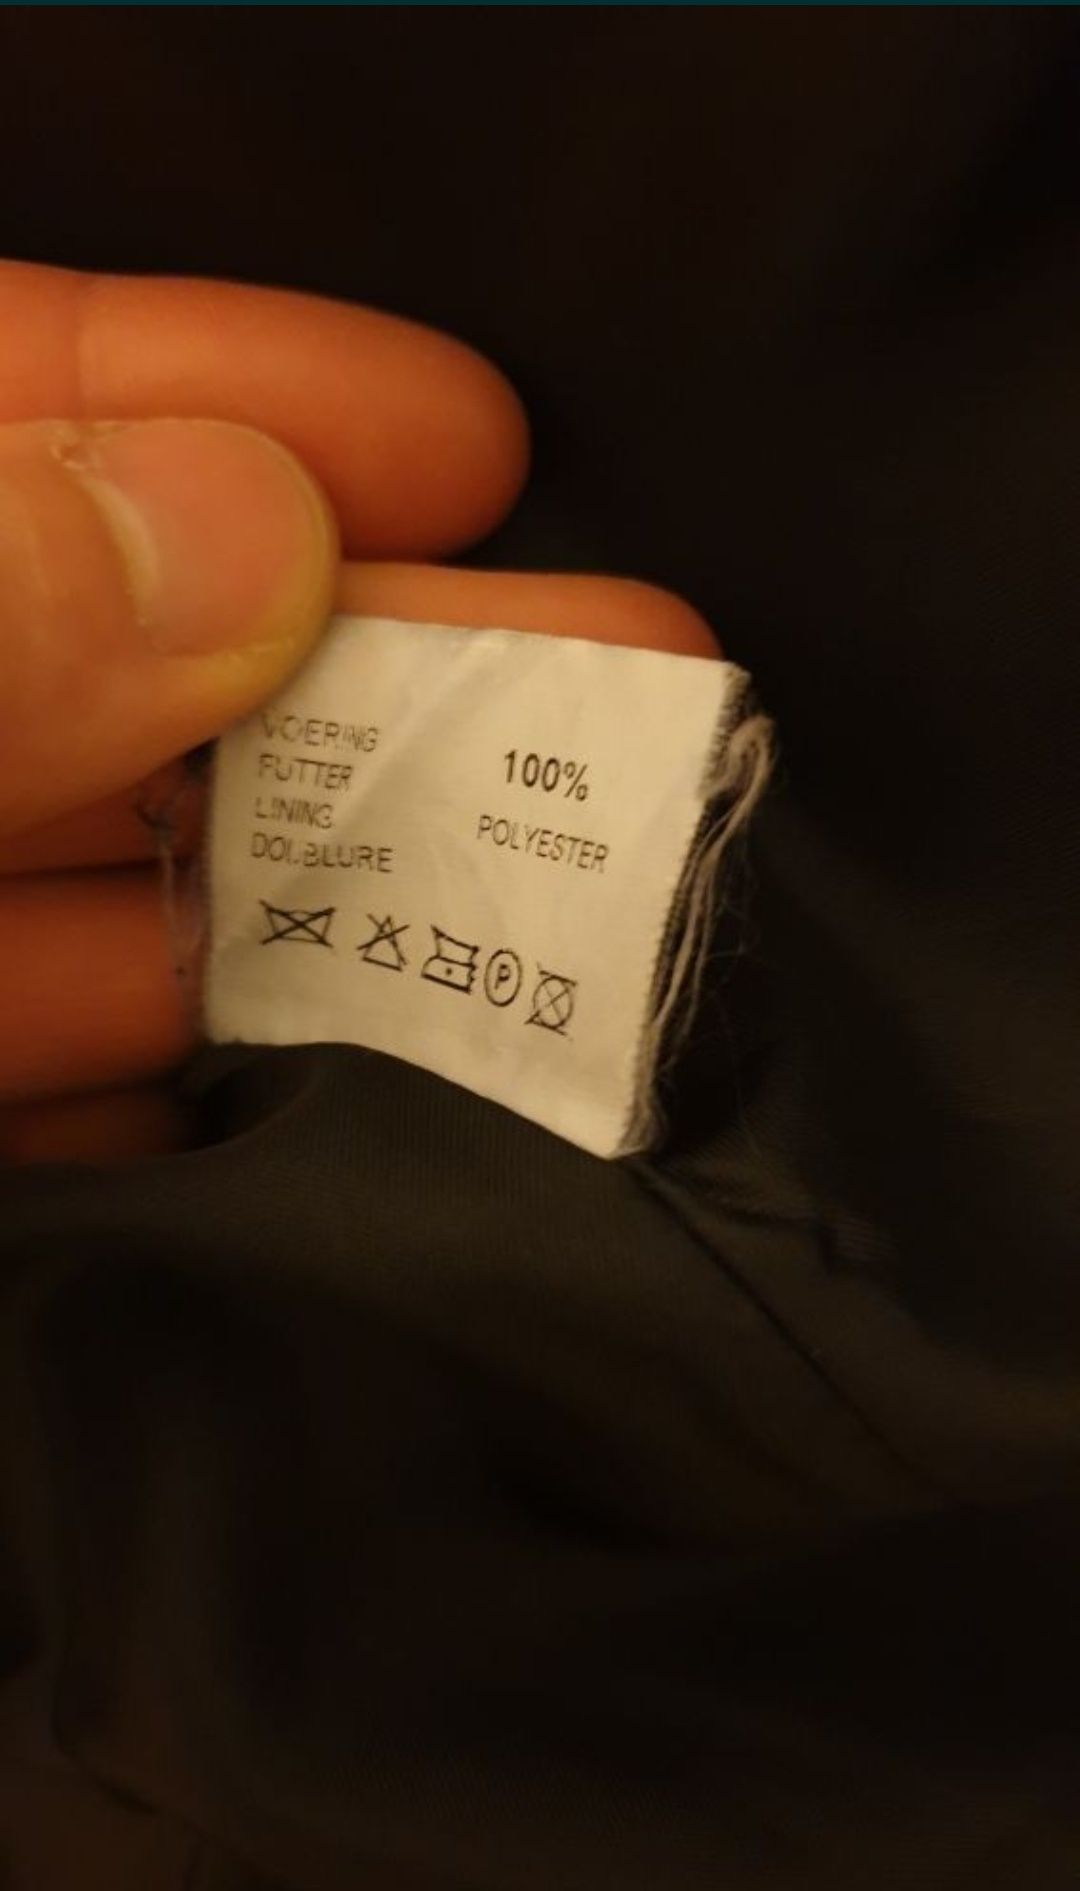 VOERING
FUTTER
LINING
DOUBLURE
100%
POLYESTER
P